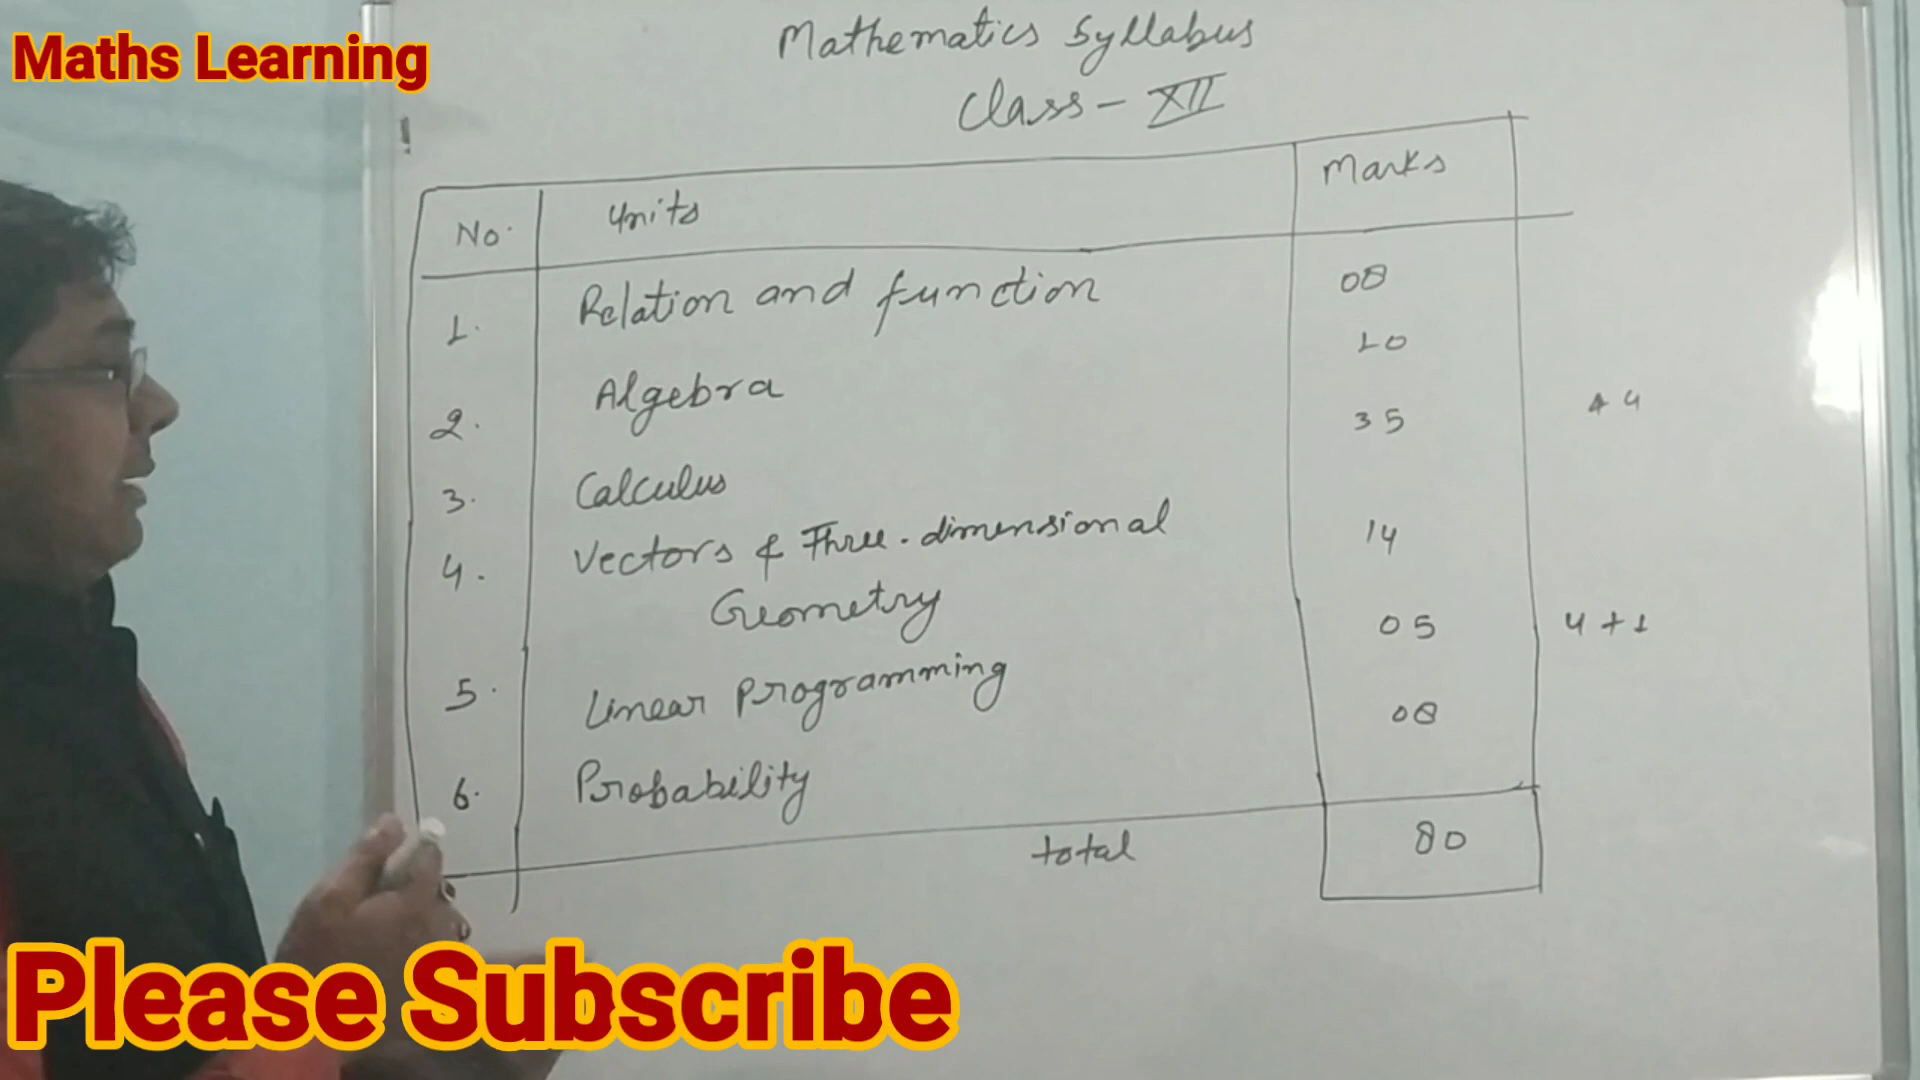 Maths Learning
Mathematics Syllabus
Class - XII
No. Units Marks
1. Relation and function 08
2. Algebra 10
3. Calculus 35
4. Vectors & Three-dimensional 14
Geometry
5. Linear Programming 05
6. Probability 08
total 80
4 4
4 + 1
Please Subscribe